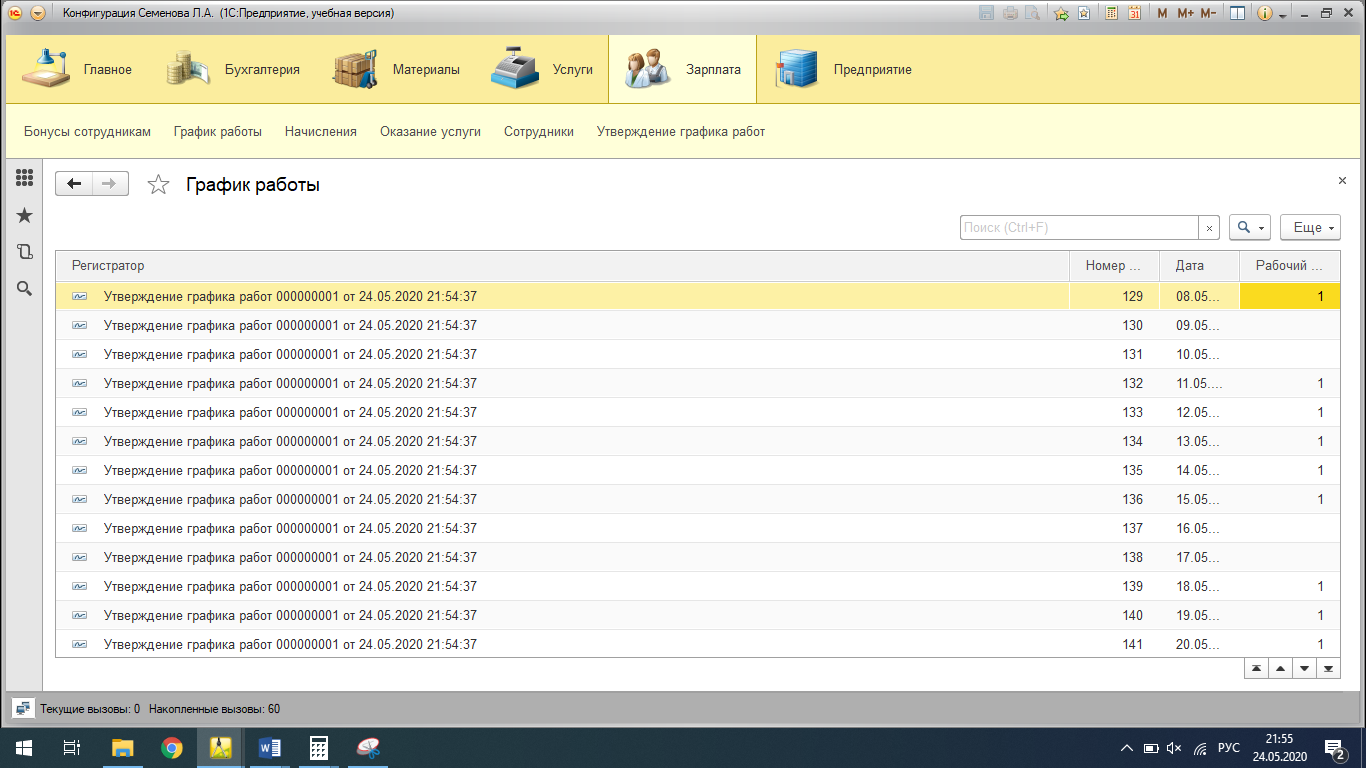 Конфигурация Семенова Л.А. (1С:Предприятие, учебная версия)
M M+ M-
Главное Бухгалтерия Материалы Услуги Зарплата Предприятие
Бонусы сотрудникам График работы Начисления Оказание услуги Сотрудники Утверждение графика работ
График работы
Поиск (Ctrl+F) Еще
Регистратор Номер ... Дата Рабочий ...
Утверждение графика работ 000000001 от 24.05.2020 21:54:37 129 08.05... 1
Утверждение графика работ 000000001 от 24.05.2020 21:54:37 130 09.05...
Утверждение графика работ 000000001 от 24.05.2020 21:54:37 131 10.05...
Утверждение графика работ 000000001 от 24.05.2020 21:54:37 132 11.05.... 1
Утверждение графика работ 000000001 от 24.05.2020 21:54:37 133 12.05... 1
Утверждение графика работ 000000001 от 24.05.2020 21:54:37 134 13.05... 1
Утверждение графика работ 000000001 от 24.05.2020 21:54:37 135 14.05... 1
Утверждение графика работ 000000001 от 24.05.2020 21:54:37 136 15.05... 1
Утверждение графика работ 000000001 от 24.05.2020 21:54:37 137 16.05...
Утверждение графика работ 000000001 от 24.05.2020 21:54:37 138 17.05...
Утверждение графика работ 000000001 от 24.05.2020 21:54:37 139 18.05... 1
Утверждение графика работ 000000001 от 24.05.2020 21:54:37 140 19.05... 1
Утверждение графика работ 000000001 от 24.05.2020 21:54:37 141 20.05... 1
Текущие вызовы: 0 Накопленные вызовы: 60
РУС
21:55
24.05.2020
2